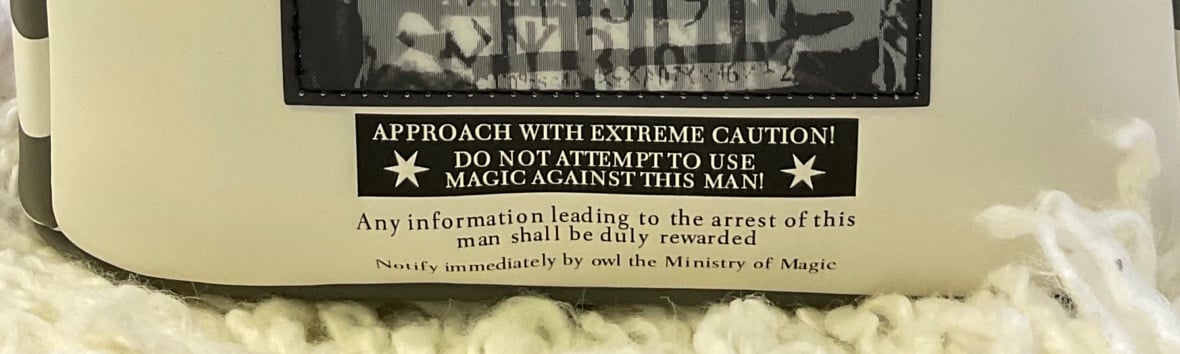 APPROACH WITH EXTREME CAUTION!
DO NOT ATTEMPT TO USE
MAGIC AGAINST THIS MAN!
Any information leading to the arrest of this
man shall be duly rewarded
Notify immediately by owl the Ministry of Magic